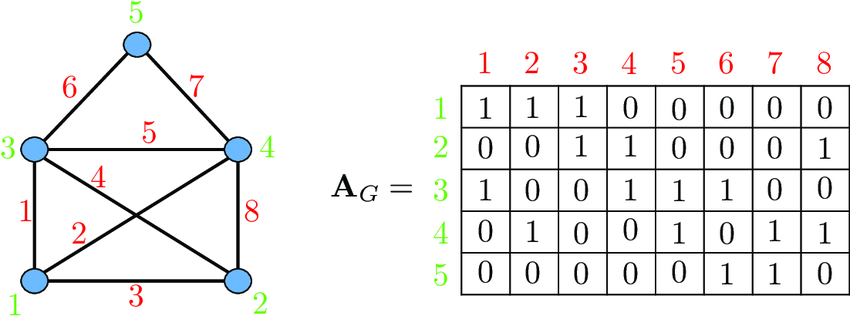 5
6 7
3 5 4
4
1 2 8
1 3 2
A_G =
1 2 3 4 5 6 7 8
1 1 1 1 0 0 0 0 0
2 0 0 1 1 0 0 0 1
3 1 0 0 1 1 1 0 0
4 0 1 0 0 1 0 1 1
5 0 0 0 0 0 1 1 0